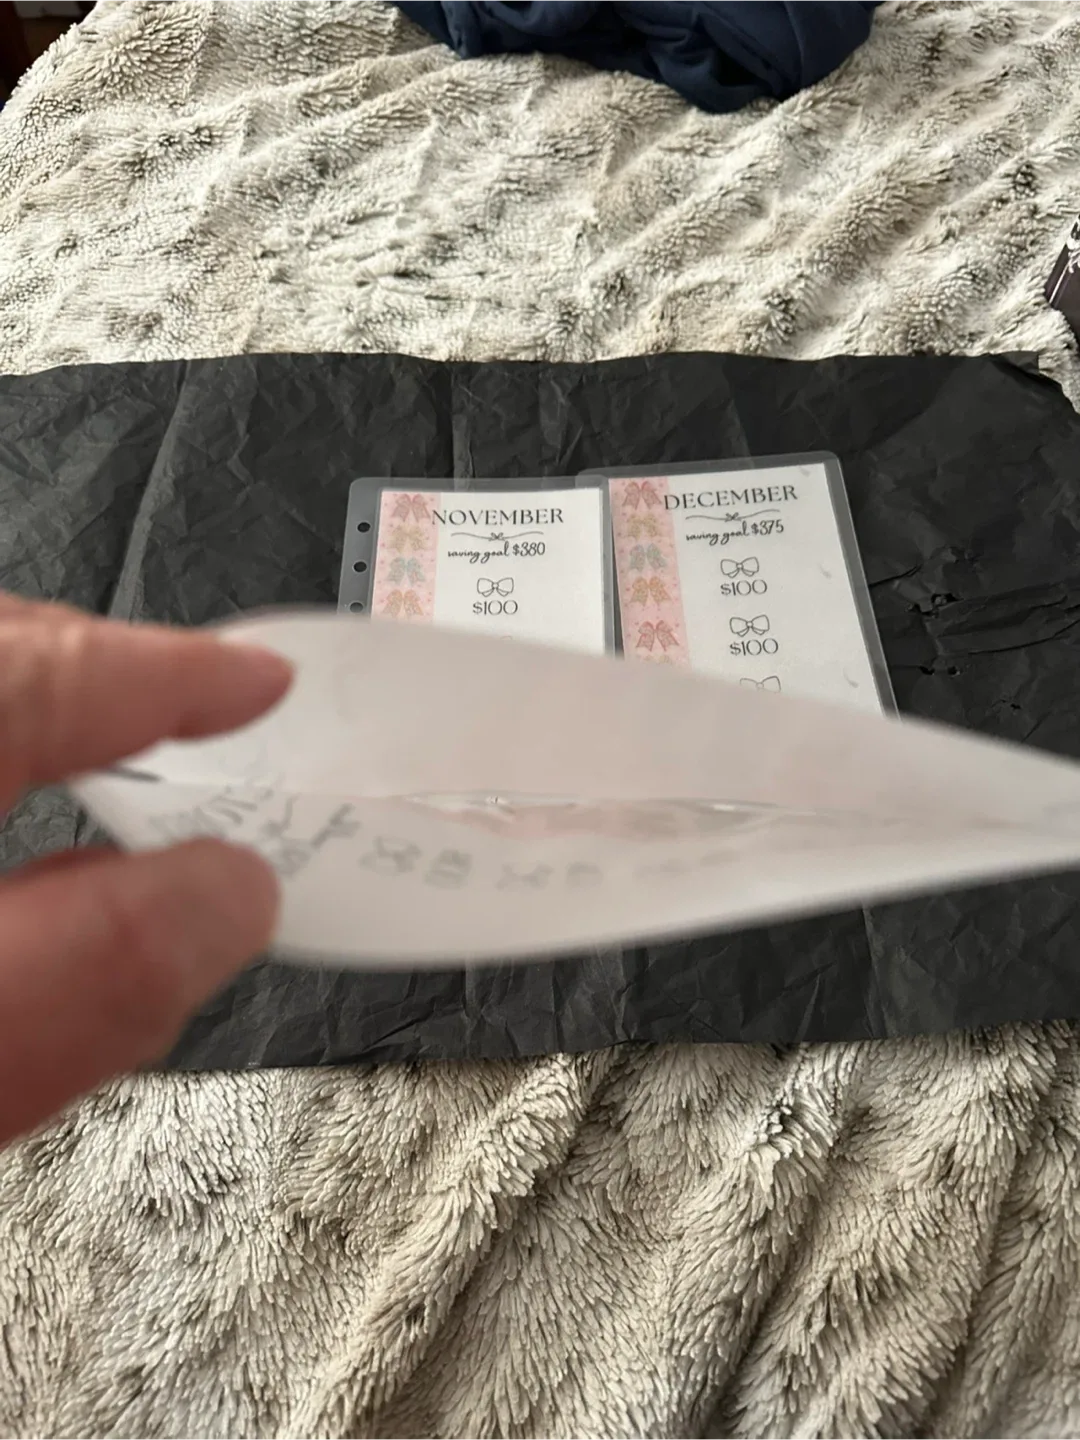 NOVEMBER
saving goal $380
$100
DECEMBER
saving goal $375
$100
$100